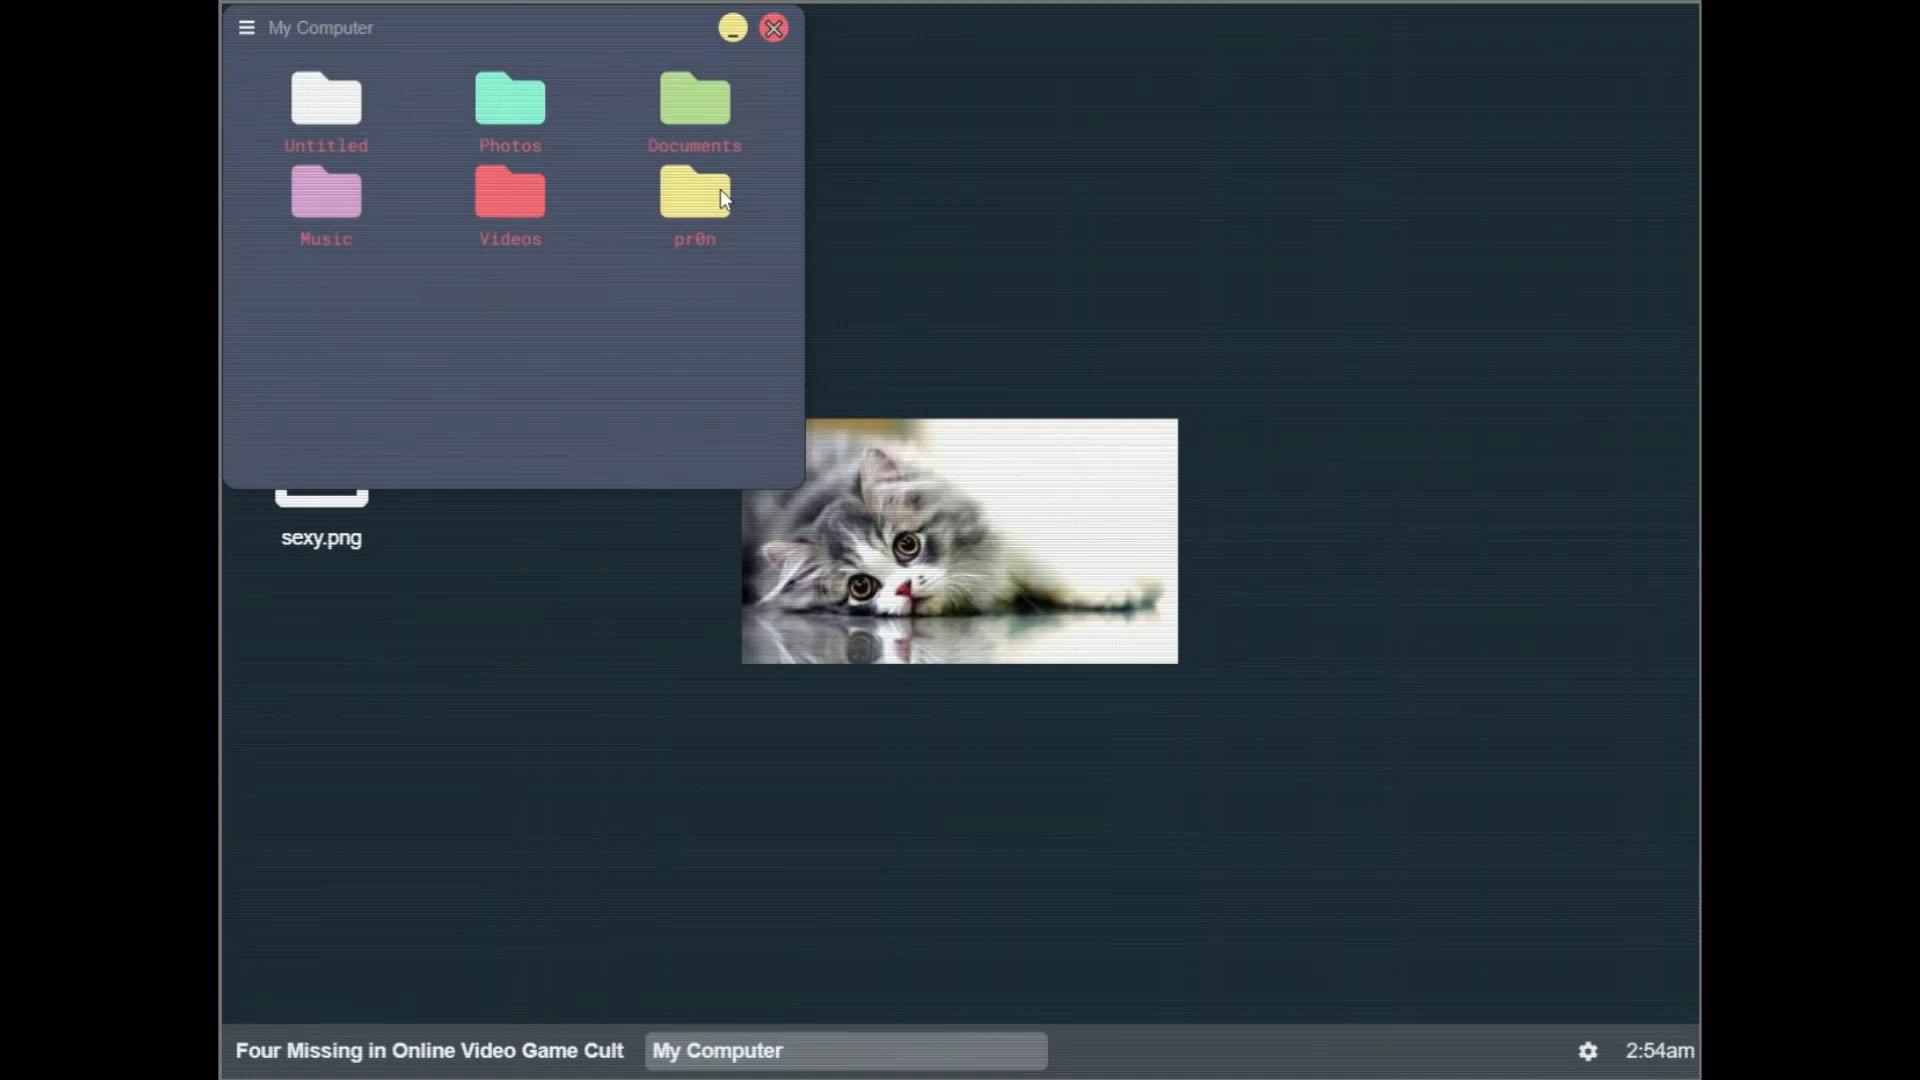 My Computer
Untitled
Photos
Documents
Music
Videos
pr0n
sexy.png
Four Missing in Online Video Game Cult
My Computer
2:54am